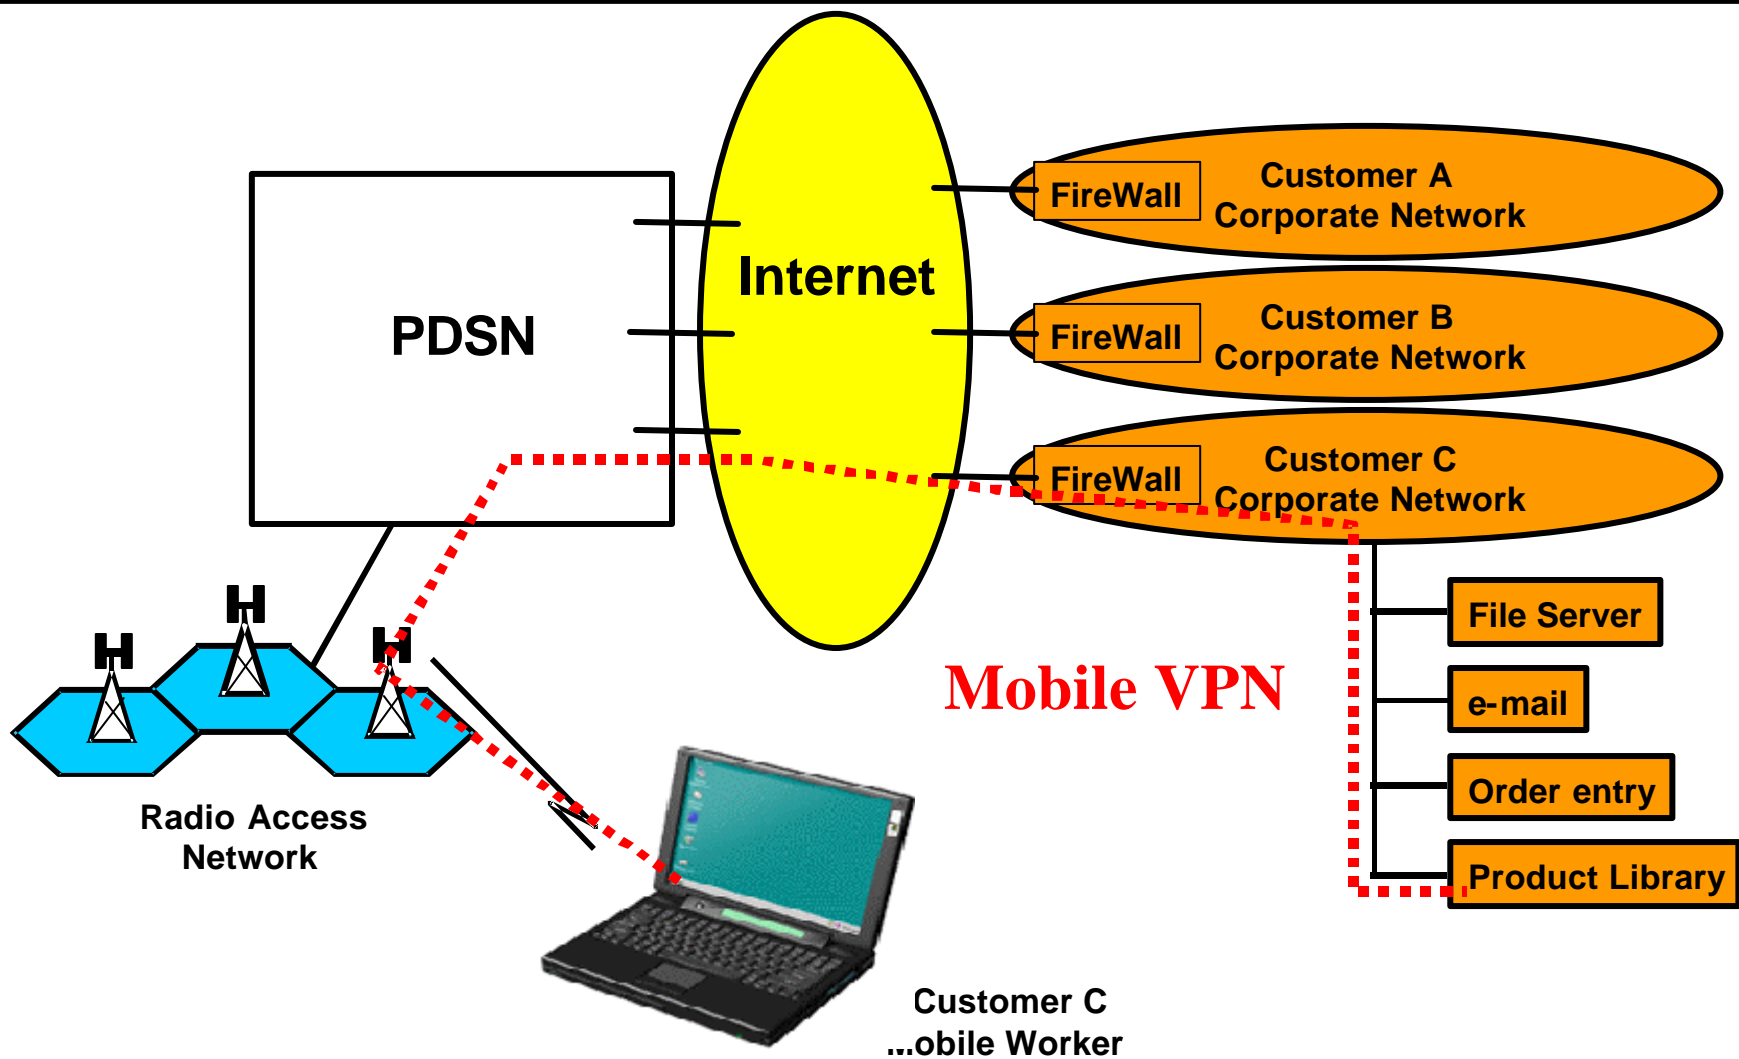 Customer A
FireWall
Corporate Network
Internet
PDSN
Customer B
FireWall
Corporate Network
Customer C
FireWall
Corporate Network
File Server
Mobile VPN
e-mail
Order entry
Radio Access
Network
Product Library
Customer C
Mobile Worker